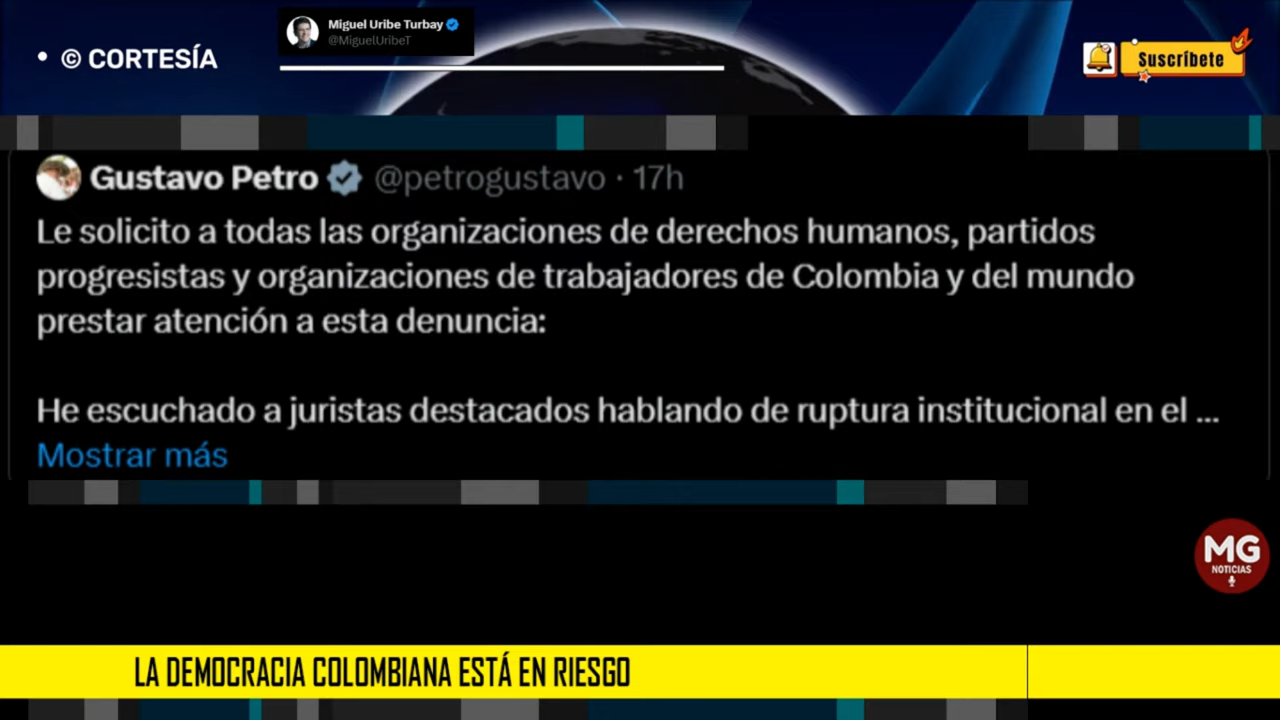 • © CORTESÍA
Miguel Uribe Turbay
@MiguelUribeT
Suscríbete
Gustavo Petro @petrogustavo · 17h
Le solicito a todas las organizaciones de derechos humanos, partidos
progresistas y organizaciones de trabajadores de Colombia y del mundo
prestar atención a esta denuncia:
He escuchado a juristas destacados hablando de ruptura institucional en el ...
Mostrar más
MG
NOTICIAS
LA DEMOCRACIA COLOMBIANA ESTÁ EN RIESGO